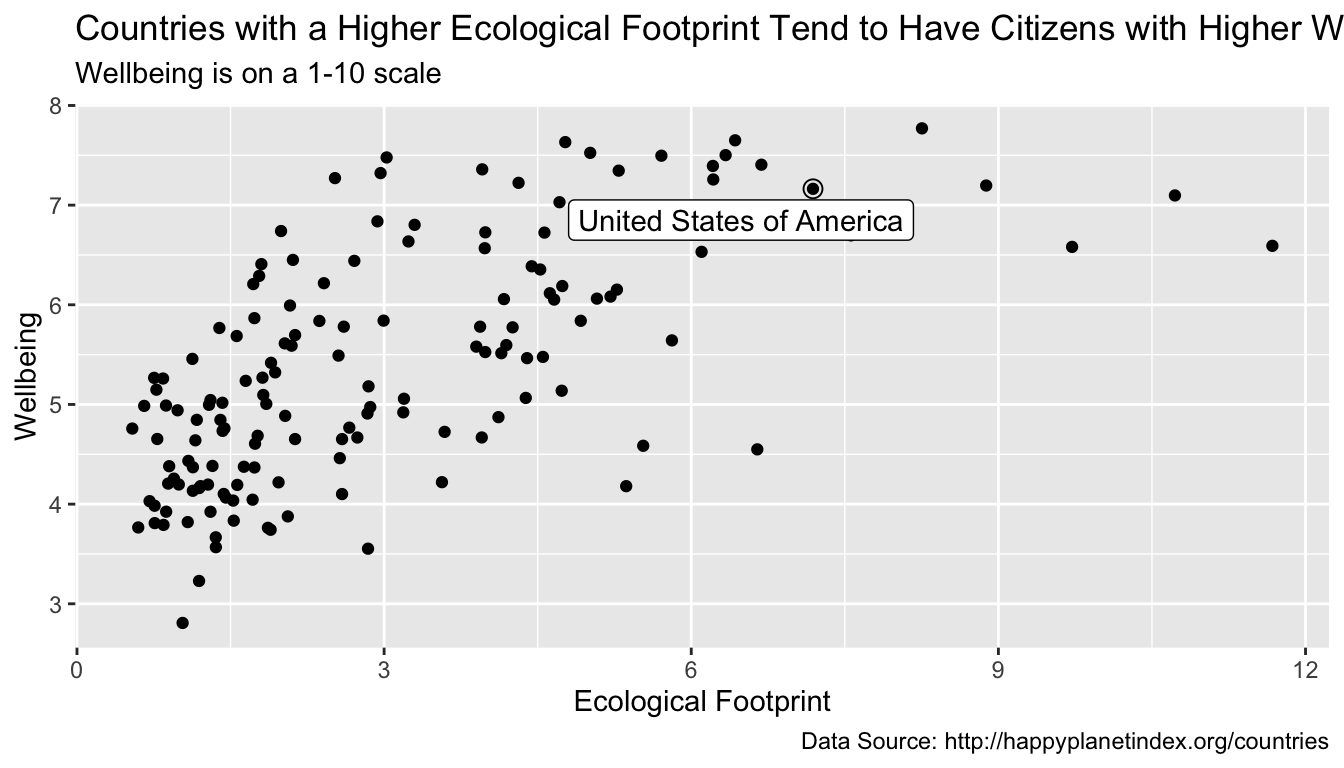 Countries with a Higher Ecological Footprint Tend to Have Citizens with Higher W
Wellbeing is on a 1-10 scale
8
7
6
5
4
3
Wellbeing
United States of America
0 3 6 9 12
Ecological Footprint
Data Source: http://happyplanetindex.org/countries